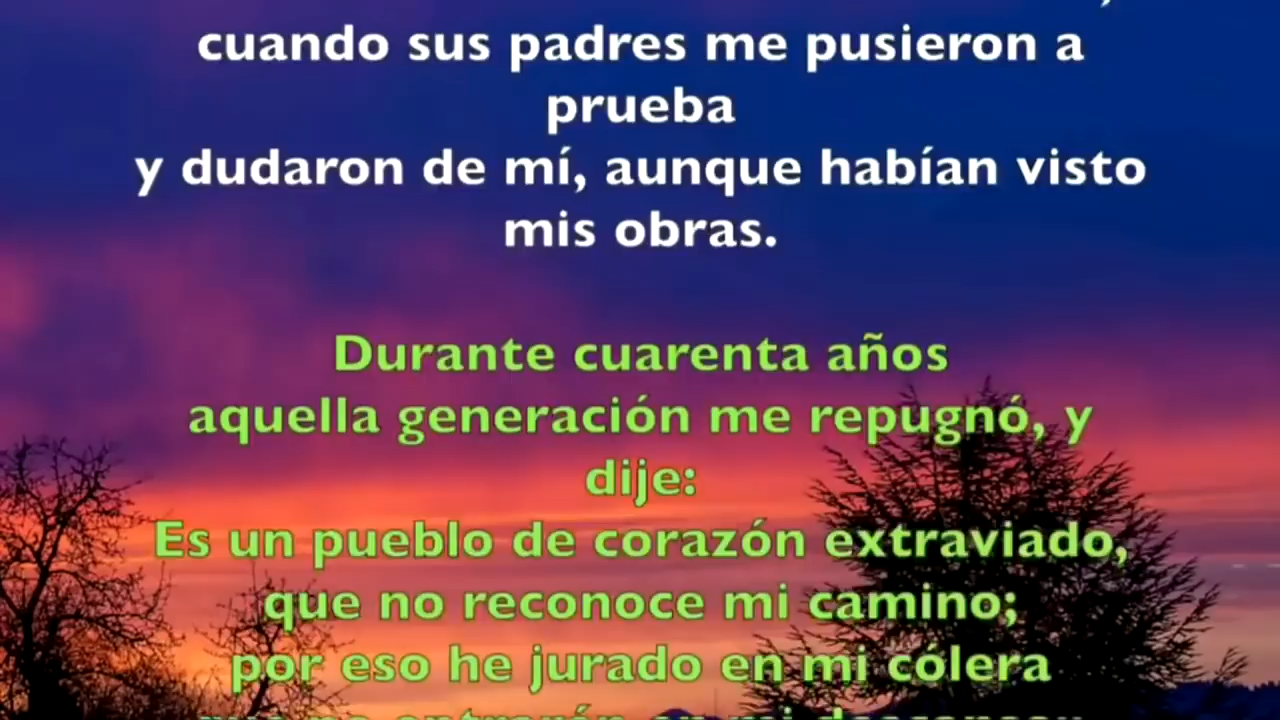 cuando sus padres me pusieron a
prueba
y dudaron de mí, aunque habían visto
mis obras.
Durante cuarenta años
aquella generación me repugnó, y
dije:
Es un pueblo de corazón extraviado,
que no reconoce mi camino;
por eso he jurado en mi cólera